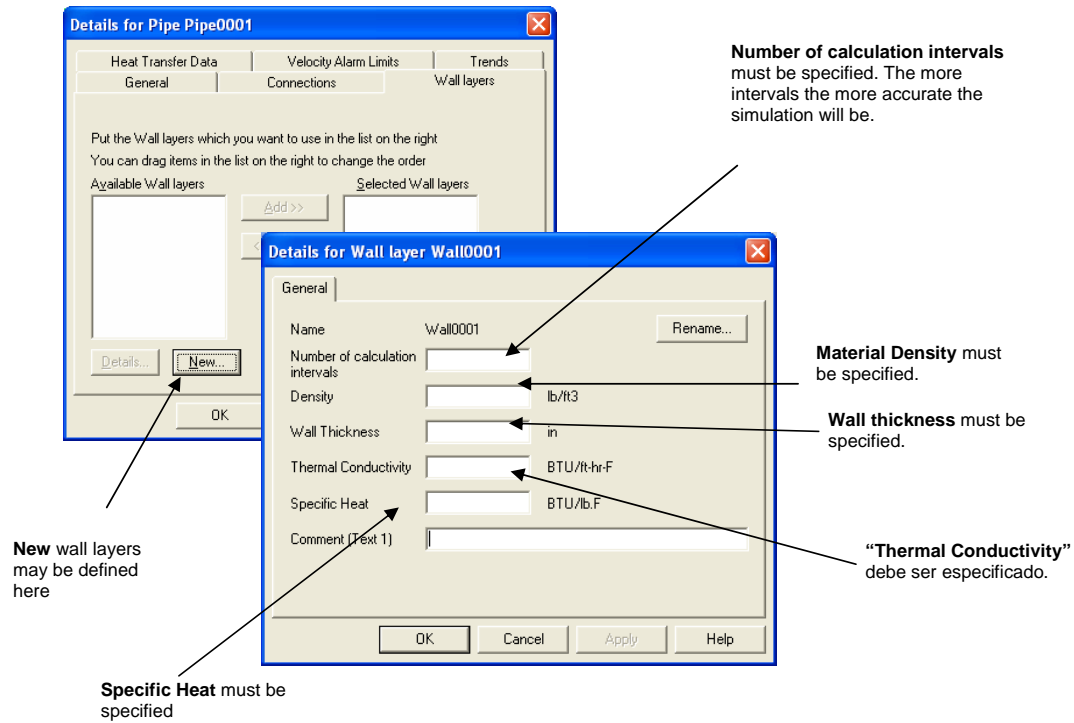 Details for Pipe Pipe0001
Heat Transfer Data
Velocity Alarm Limits
Trends
General
Connections
Wall layers
Put the Wall layers which you want to use in the list on the right
You can drag items in the list on the right to change the order
Available Wall layers
Selected Wall layers
Add >>
<
Details...
New...
OK
Details for Wall layer Wall0001
General
Name
Wall0001
Rename...
Number of calculation
intervals
Density
lb/ft3
Wall Thickness
in
Thermal Conductivity
BTU/ft-hr-F
Specific Heat
BTU/lb.F
Comment (Text 1)
OK
Cancel
Apply
Help
Number of calculation intervals
must be specified. The more
intervals the more accurate the
simulation will be.
Material Density must
be specified.
Wall thickness must be
specified.
“Thermal Conductivity”
debe ser especificado.
New wall layers
may be defined
here
Specific Heat must be
specified